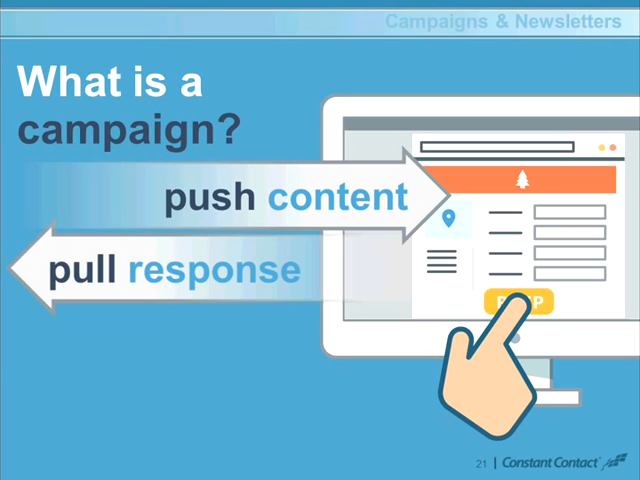 Campaigns & Newsletters
What is a
campaign?
push content
pull response
21 | Constant Contact